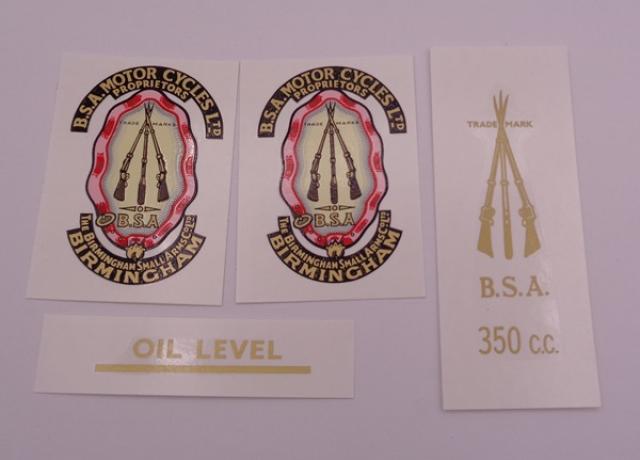 B.S.A. MOTOR CYCLES LTD
PROPRIETORS
TRADE MARK
B.S.A
THE BIRMINGHAM SMALL ARMS CO LTD
BIRMINGHAM
B.S.A. MOTOR CYCLES LTD
PROPRIETORS
TRADE MARK
B.S.A
THE BIRMINGHAM SMALL ARMS CO LTD
BIRMINGHAM
TRADE MARK
B.S.A.
350 C.C.
OIL LEVEL